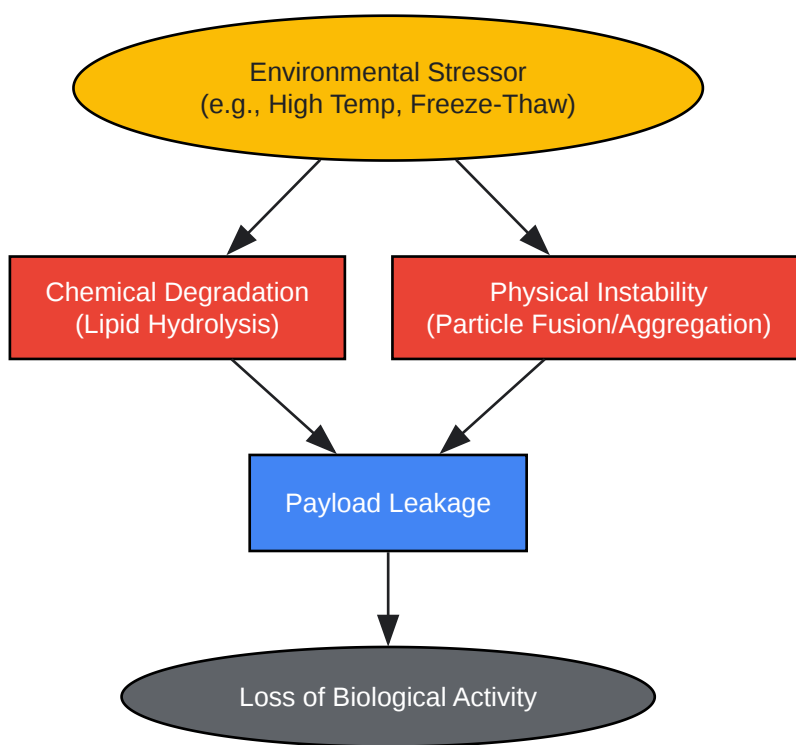 Environmental Stressor
(e.g., High Temp, Freeze-Thaw)
Chemical Degradation
(Lipid Hydrolysis)
Physical Instability
(Particle Fusion/Aggregation)
Payload Leakage
Loss of Biological Activity